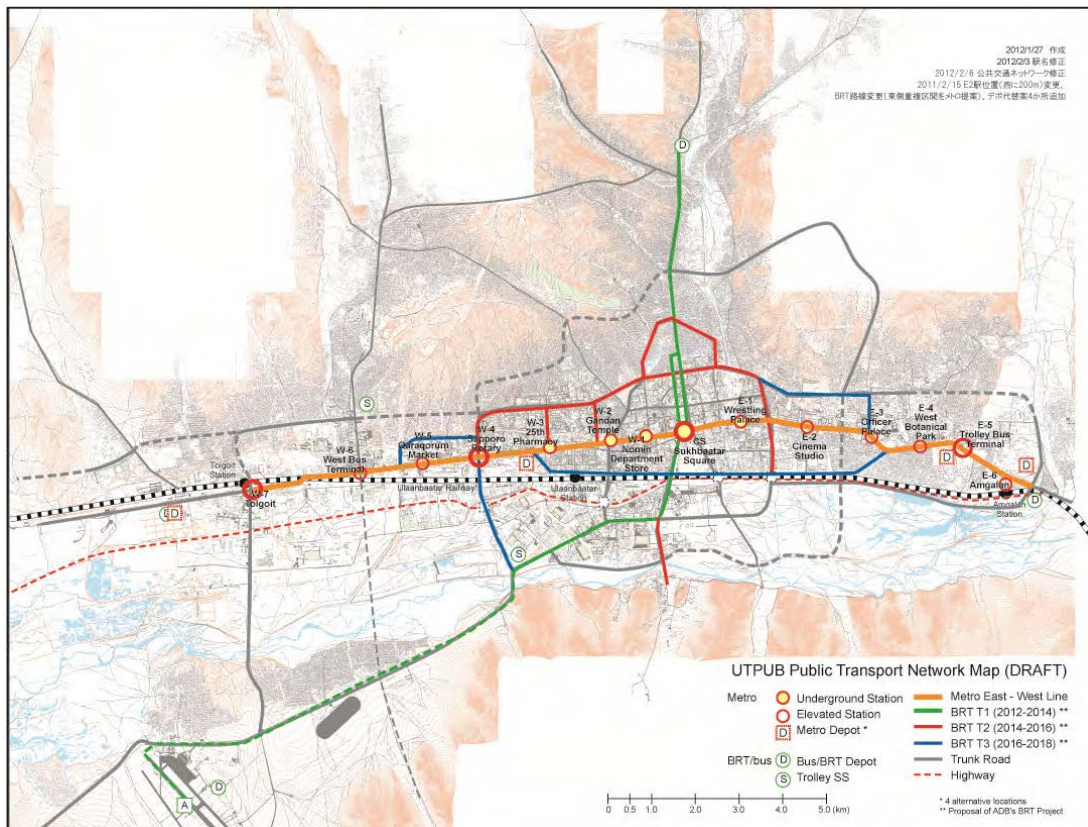 2012/1/27 作成
2012/2/3 駅名修正
2012/2/6 公共交通ネットワーク修正
2011/2/15 E2駅位置(西に200m)変更、
BRT路線変更(東側重複区間をメトロ提案)、デポ代替案4か所追加
D
S
E-1
Wrestling
Palace
W-2
Gandan
Temple
W-3
25th
Pharmacy
W-4
Sapporo
Rotary
W-5
Qaraqorum
Market
W-6
West Bus
Terminal
W-1
Nomin
Department
Store
CS
Sukhbaatar
Square
E-2
Cinema
Studio
E-3
Officer
Palace
E-4
West
Botanical
Park
E-5
Trolley Bus
Terminal
D
D
D
E-6
Amgalan
Amgalan
Station
D
Tolgoit
Station
W-7
Tolgoit
Ulaanbaatar Railway
Ulaanbaatar
Station
D
D
S
D
A
UTPUB Public Transport Network Map (DRAFT)
Metro
Underground Station
Elevated Station
D Metro Depot *
BRT/bus
D Bus/BRT Depot
S Trolley SS
Metro East - West Line
BRT T1 (2012-2014) **
BRT T2 (2014-2016) **
BRT T3 (2016-2018) **
Trunk Road
Highway
0 0.5 1.0 2.0 3.0 4.0 5.0 (km)
* 4 alternative locations
** Proposal of ADB's BRT Project